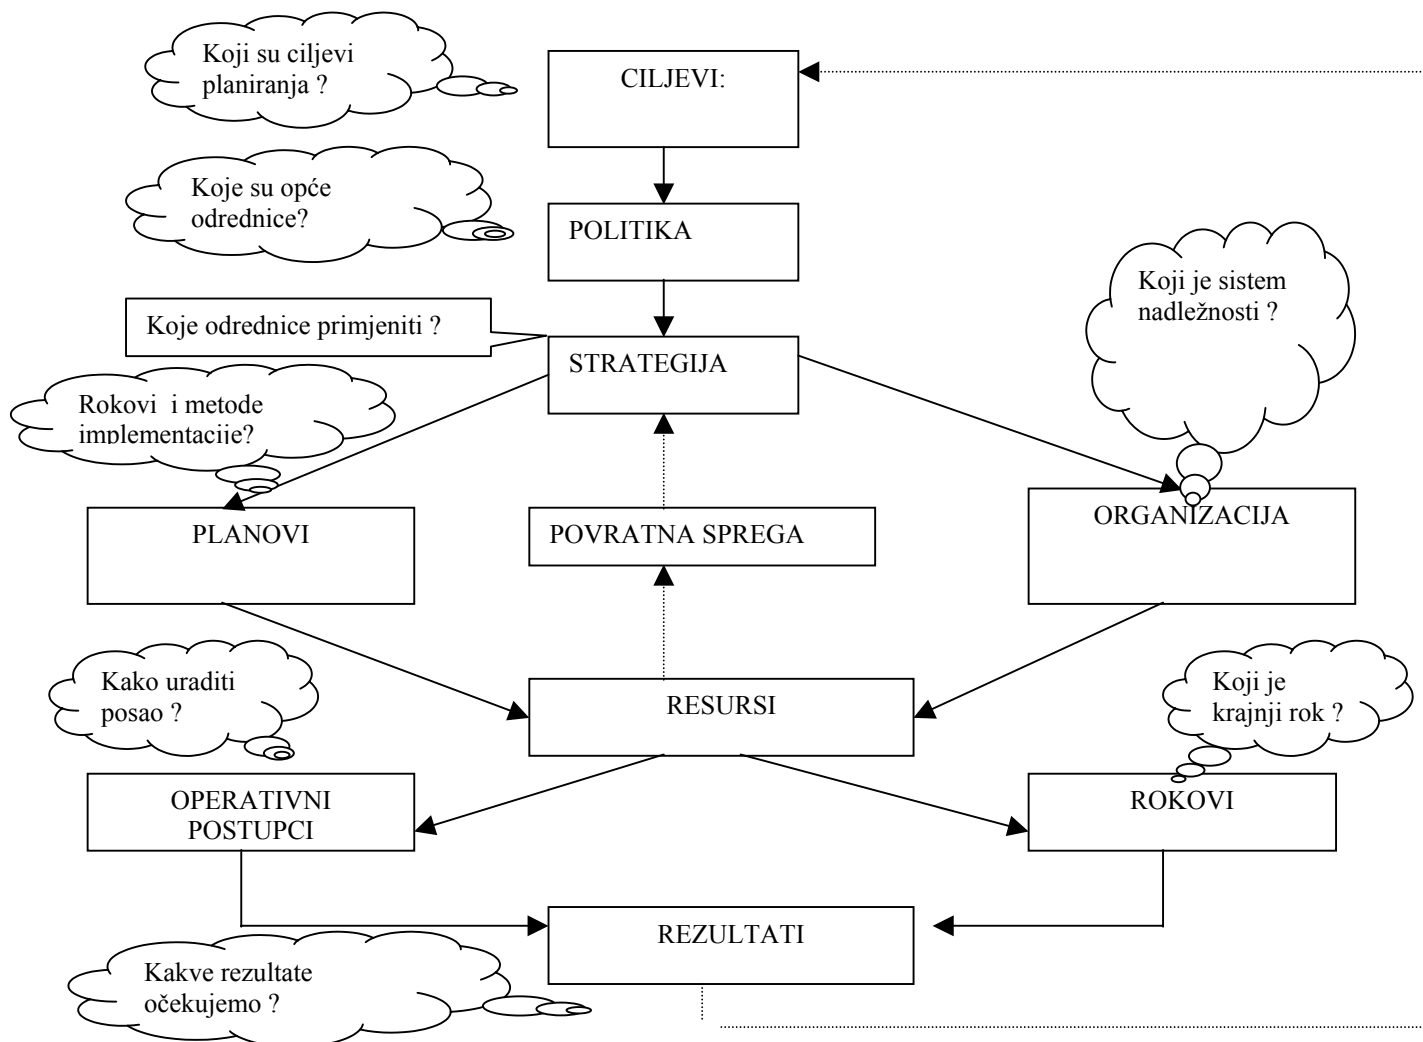 Koji su ciljevi
planiranja ?
CILJEVI:
Koje su opće
odrednice?
POLITIKA
Koji je sistem
nadležnosti ?
Koje odrednice primjeniti ?
STRATEGIJA
Rokovi  i metode
implementacije?
PLANOVI
POVRATNA SPREGA
ORGANIZACIJA
Kako uraditi
posao ?
RESURSI
Koji je
krajnji rok ?
OPERATIVNI
POSTUPCI
ROKOVI
REZULTATI
Kakve rezultate
očekujemo ?